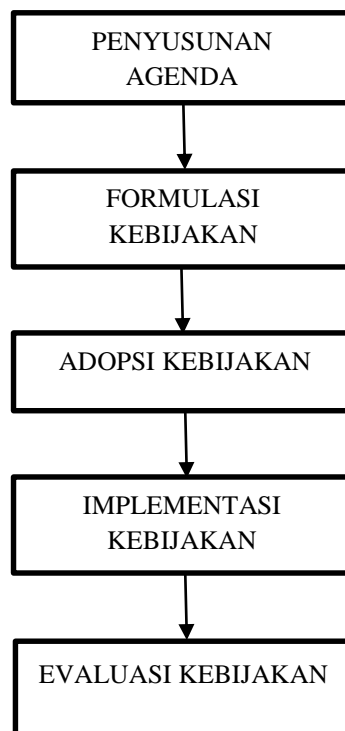 PENYUSUNAN
AGENDA
FORMULASI
KEBIJAKAN
ADOPSI KEBIJAKAN
IMPLEMENTASI
KEBIJAKAN
EVALUASI KEBIJAKAN